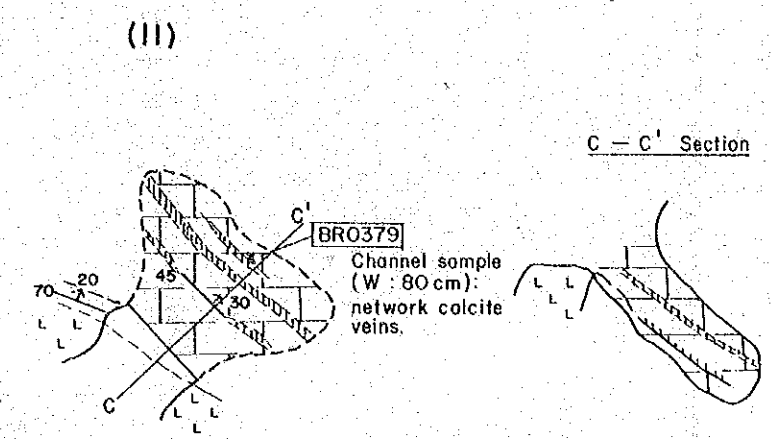 (II)
C — C' Section
C'
BR0379
Channel sample
(W : 80 cm):
network calcite
veins.
20
70
45
30
L L
L
L
C
L L
L L
L
L L
L